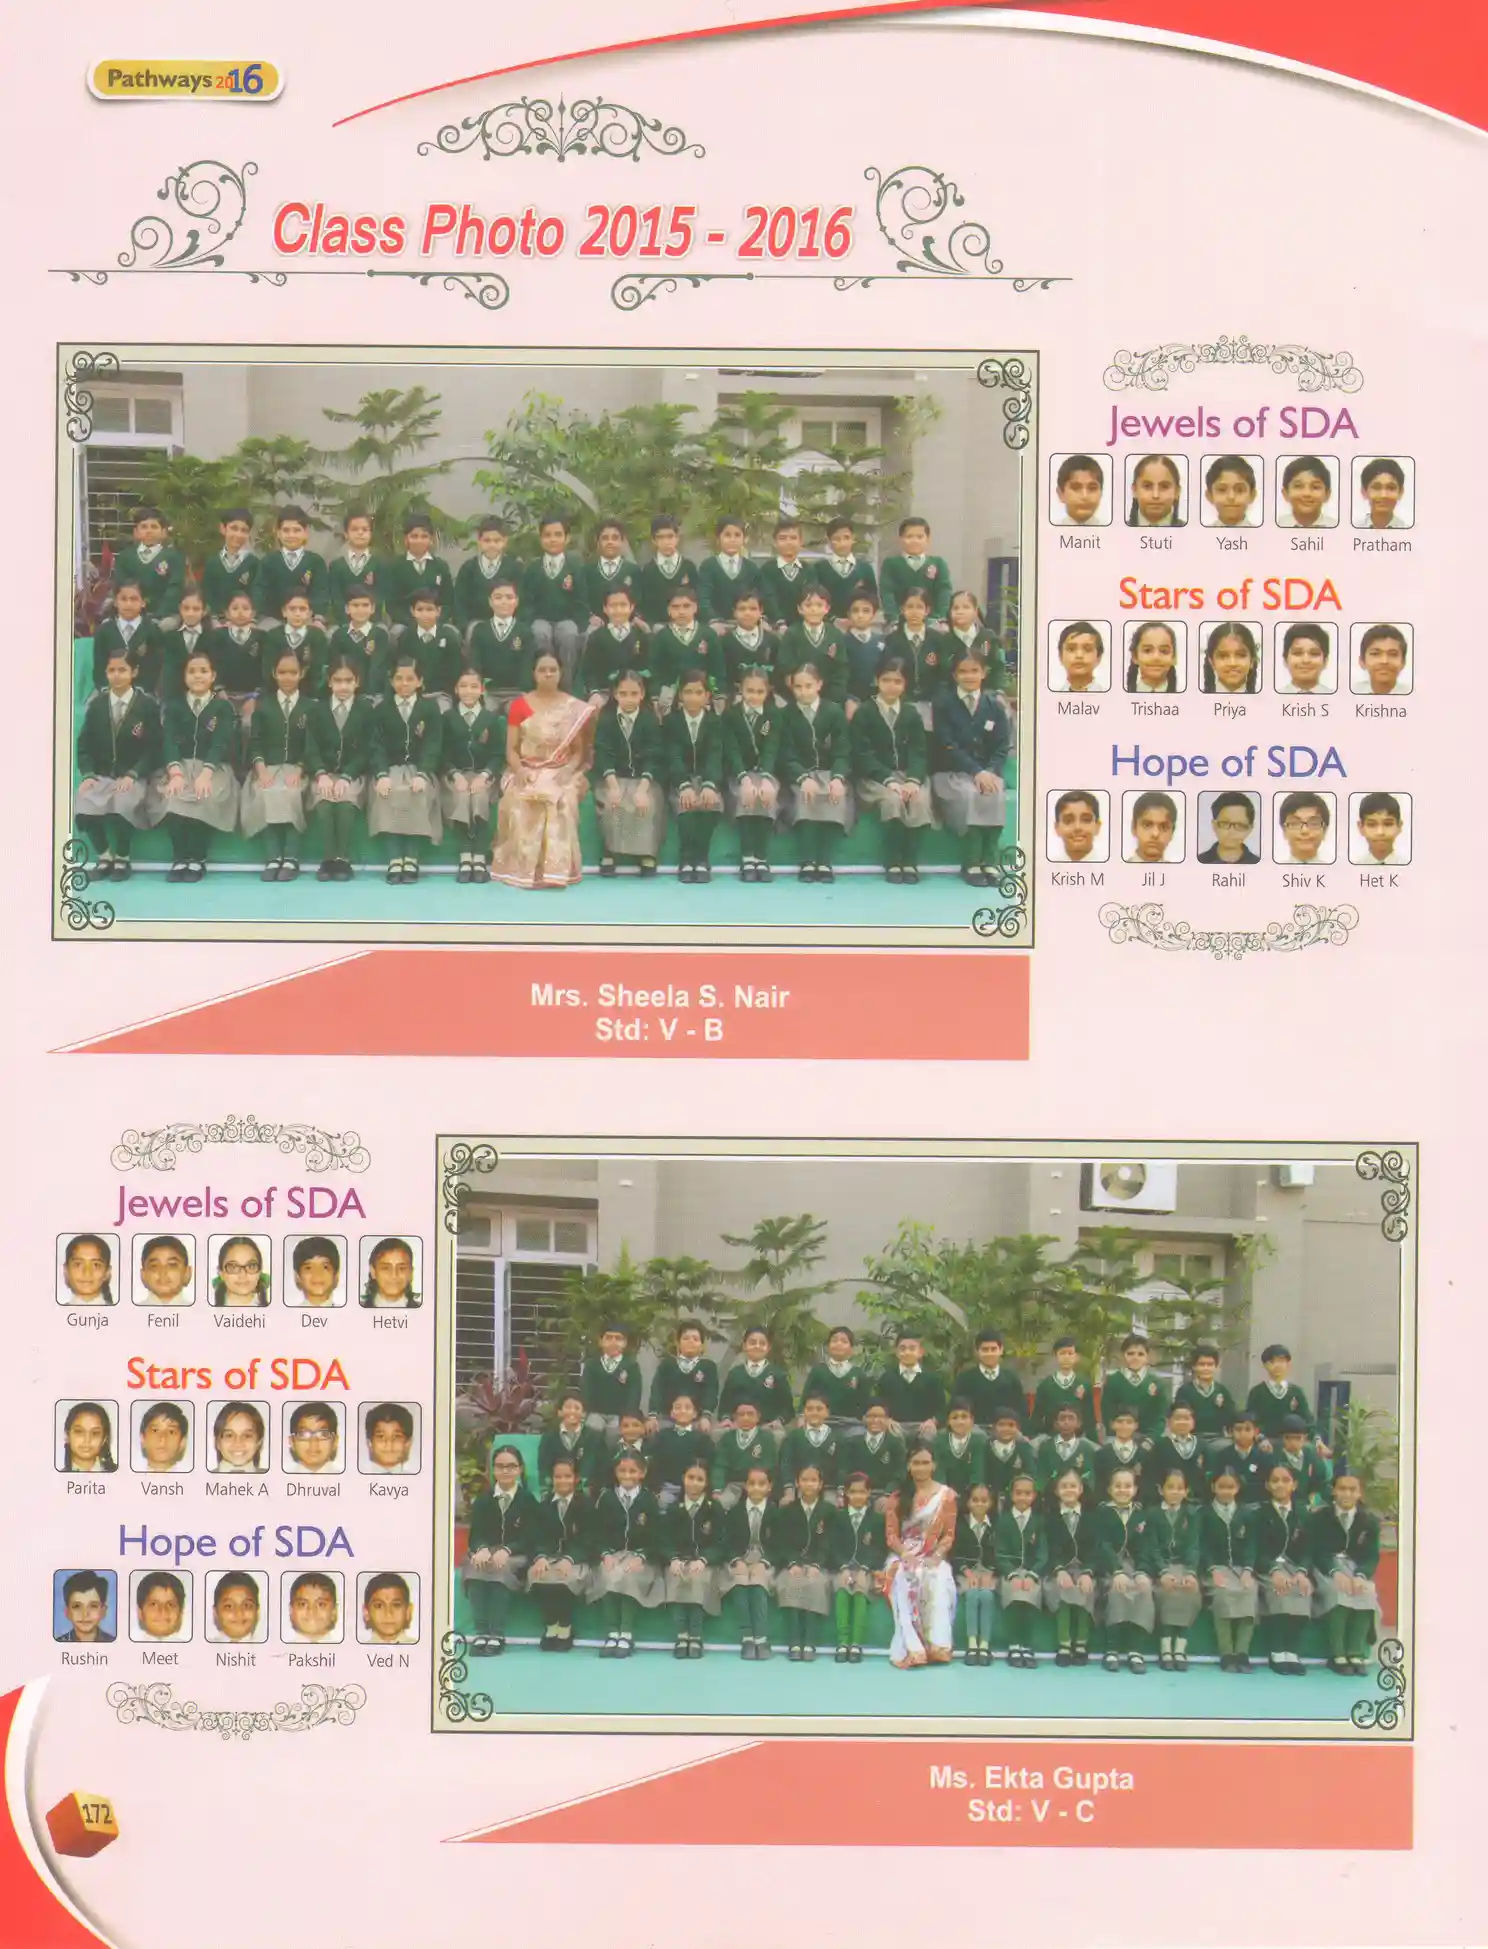 Pathways 2016
Class Photo 2015 - 2016
Jewels of SDA
Manit Stuti Yash Sahil Pratham
Stars of SDA
Malav Trishaa Priya Krish S Krishna
Hope of SDA
Krish M Jil J Rahil Shiv K Het K
Mrs. Sheela S. Nair
Std: V - B
Jewels of SDA
Gunja Fenil Vaidehi Dev Hetvi
Stars of SDA
Parita Vansh Mahek A Dhruval Kavya
Hope of SDA
Rushin Meet Nishit Pakshil Ved N
Ms. Ekta Gupta
Std: V - C
172